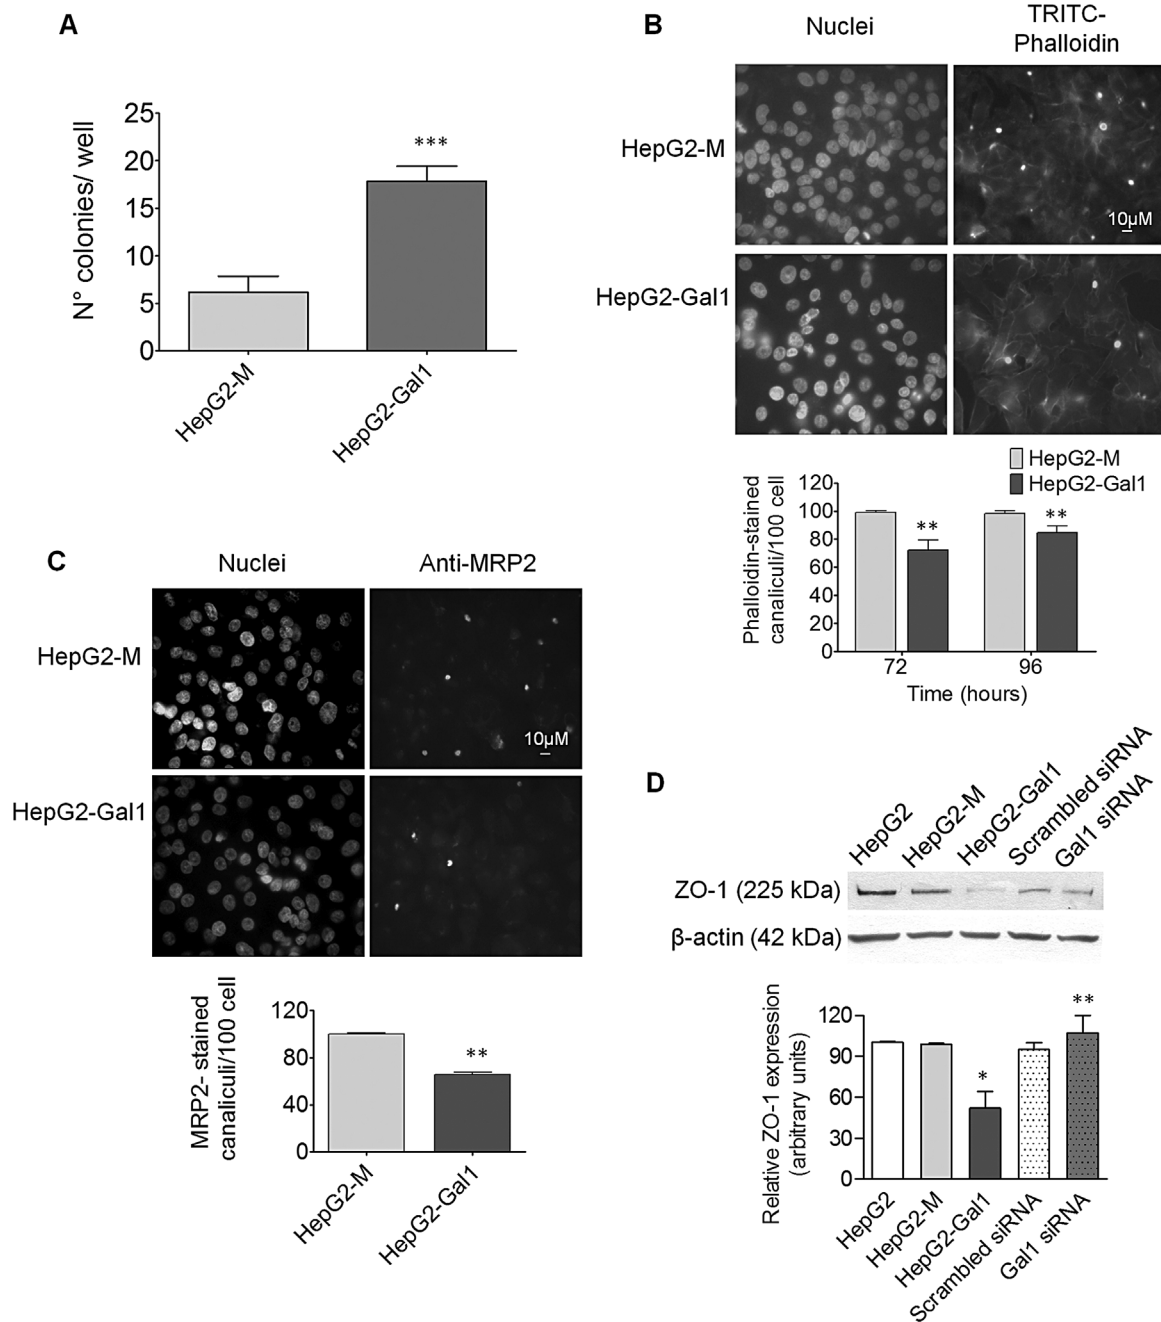 A
N° colonies/ well
25
20
15
10
5
0
***
HepG2-M
HepG2-Gal1
B
Nuclei
TRITC-
Phalloidin
HepG2-M
10µM
HepG2-Gal1
HepG2-M
HepG2-Gal1
Phalloidin-stained
canaliculi/100 cell
120
100
80
60
40
20
0
**
**
72
96
Time (hours)
C
Nuclei
Anti-MRP2
HepG2-M
10µM
HepG2-Gal1
MRP2- stained
canaliculi/100 cell
120
80
40
0
**
HepG2-M
HepG2-Gal1
D
HepG2
HepG2-M
HepG2-Gal1
Scrambled siRNA
Gal1 siRNA
ZO-1 (225 kDa)
β-actin (42 kDa)
Relative ZO-1 expression
(arbitrary units)
120
90
60
30
0
*
**
HepG2
HepG2-M
HepG2-Gal1
Scrambled siRNA
Gal1 siRNA